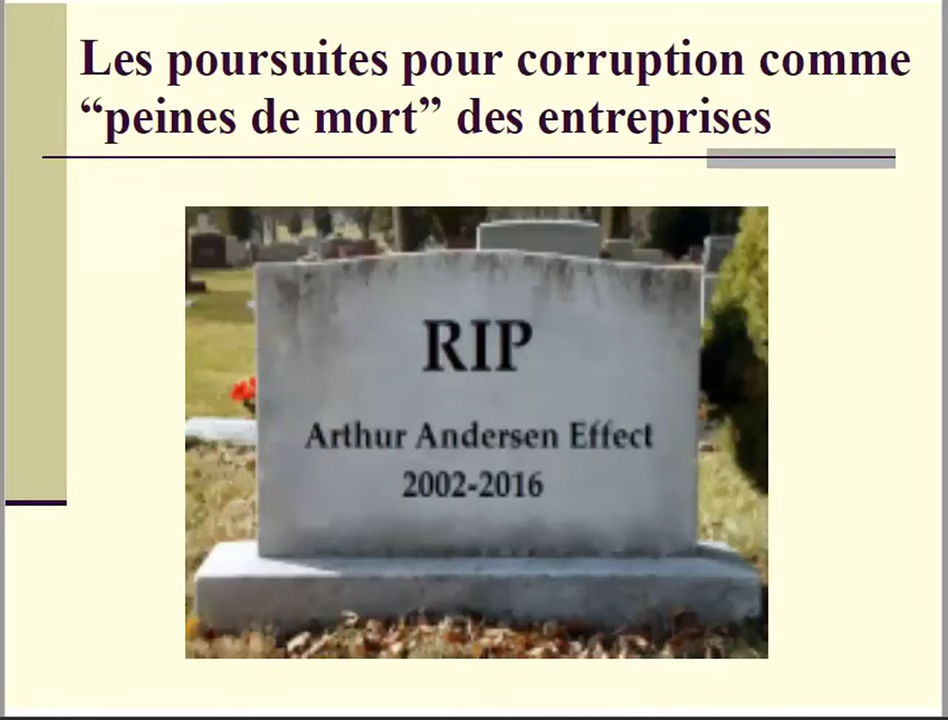 Les poursuites pour corruption comme
“peines de mort” des entreprises
RIP
Arthur Andersen Effect
2002-2016